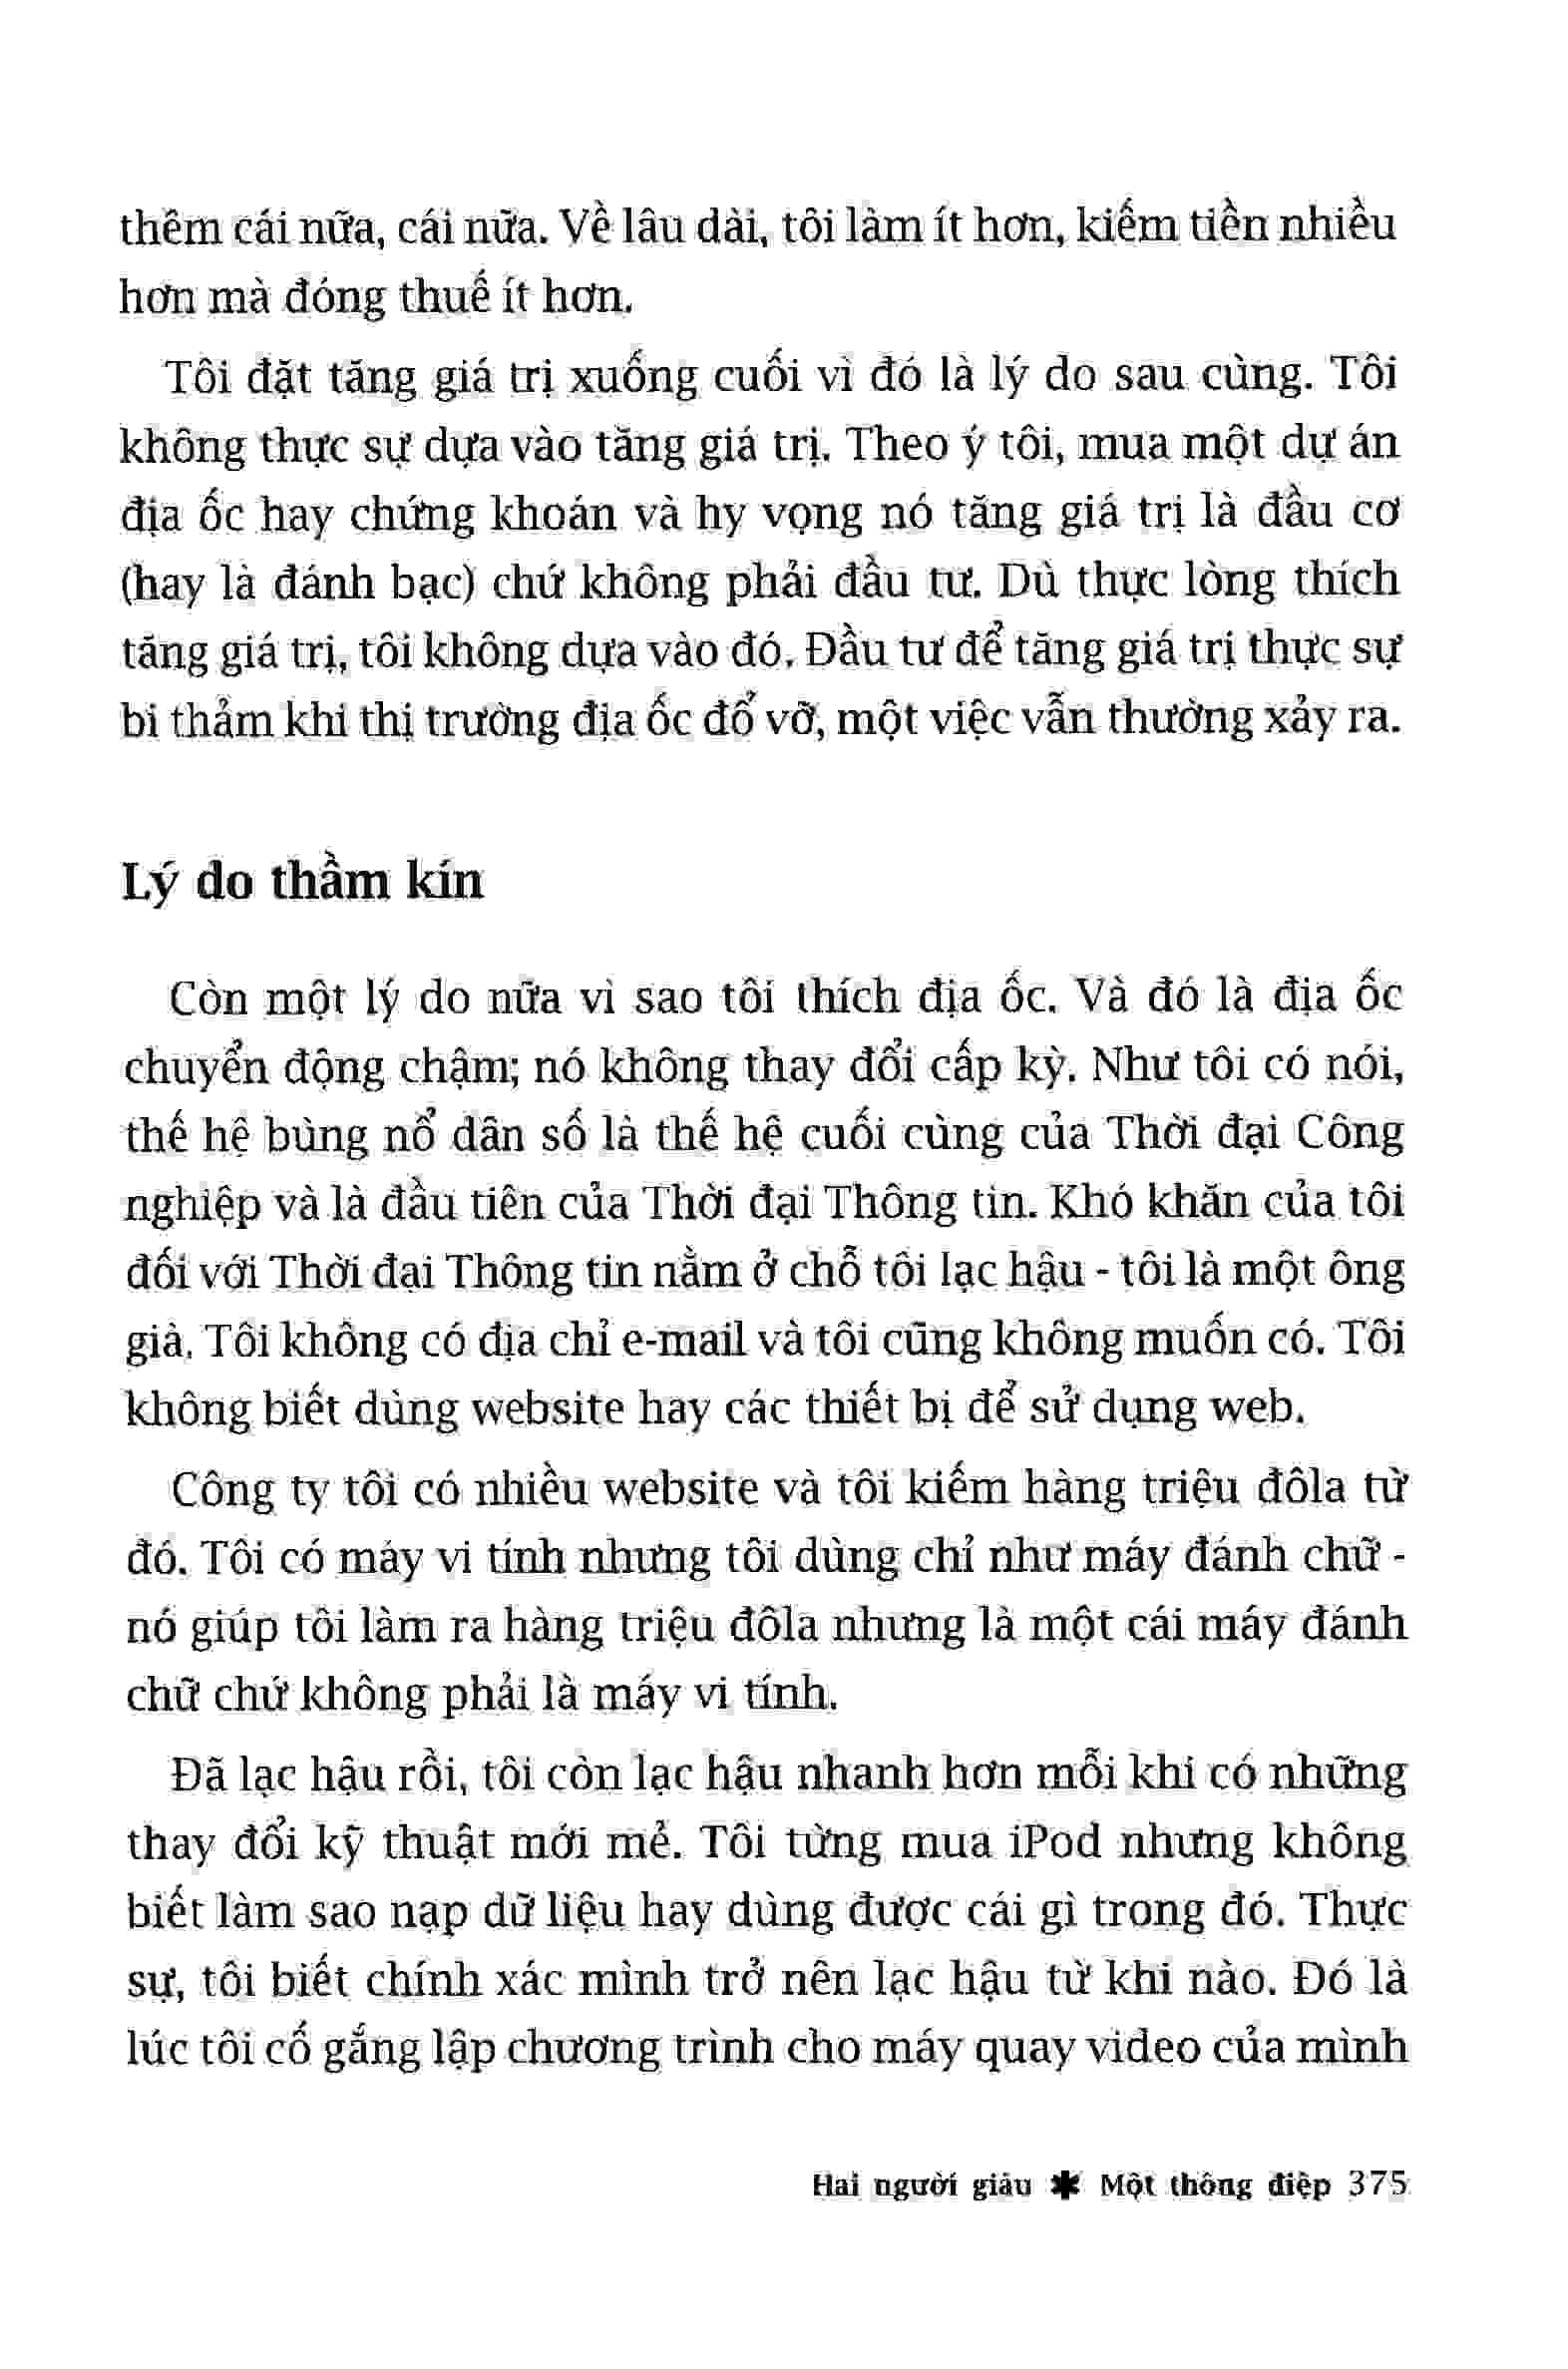 thêm cái nữa, cái nữa. Về lâu dài, tôi làm ít hơn, kiếm tiền nhiều
hơn mà đóng thuế ít hơn.
Tôi đặt tăng giá trị xuống cuối vì đó là lý do sau cùng. Tôi
không thực sự dựa vào tăng giá trị. Theo ý tôi, mua một dự án
địa ốc hay chứng khoán và hy vọng nó tăng giá trị là đầu cơ
(hay là đánh bạc) chứ không phải đầu tư. Dù thực lòng thích
tăng giá trị, tôi không dựa vào đó. Đầu tư để tăng giá trị thực sự
bi thảm khi thị trường địa ốc đổ vỡ, một việc vẫn thường xảy ra.
Lý do thầm kín
Còn một lý do nữa vì sao tôi thích địa ốc. Và đó là địa ốc
chuyển động chậm; nó không thay đổi cấp kỳ. Như tôi có nói,
thế hệ bùng nổ dân số là thế hệ cuối cùng của Thời đại Công
nghiệp và là đầu tiên của Thời đại Thông tin. Khó khăn của tôi
đối với Thời đại Thông tin nằm ở chỗ tôi lạc hậu - tôi là một ông
già. Tôi không có địa chỉ e-mail và tôi cũng không muốn có. Tôi
không biết dùng website hay các thiết bị để sử dụng web.
Công ty tôi có nhiều website và tôi kiếm hàng triệu đôla từ
đó. Tôi có máy vi tính nhưng tôi dùng chỉ như máy đánh chữ -
nó giúp tôi làm ra hàng triệu đôla nhưng là một cái máy đánh
chữ chứ không phải là máy vi tính.
Đã lạc hậu rồi, tôi còn lạc hậu nhanh hơn mỗi khi có những
thay đổi kỹ thuật mới mẻ. Tôi từng mua iPod nhưng không
biết làm sao nạp dữ liệu hay dùng được cái gì trong đó. Thực
sự, tôi biết chính xác mình trở nên lạc hậu từ khi nào. Đó là
lúc tôi cố gắng lập chương trình cho máy quay video của mình
Hai người giàu ✱ Một thông điệp 375